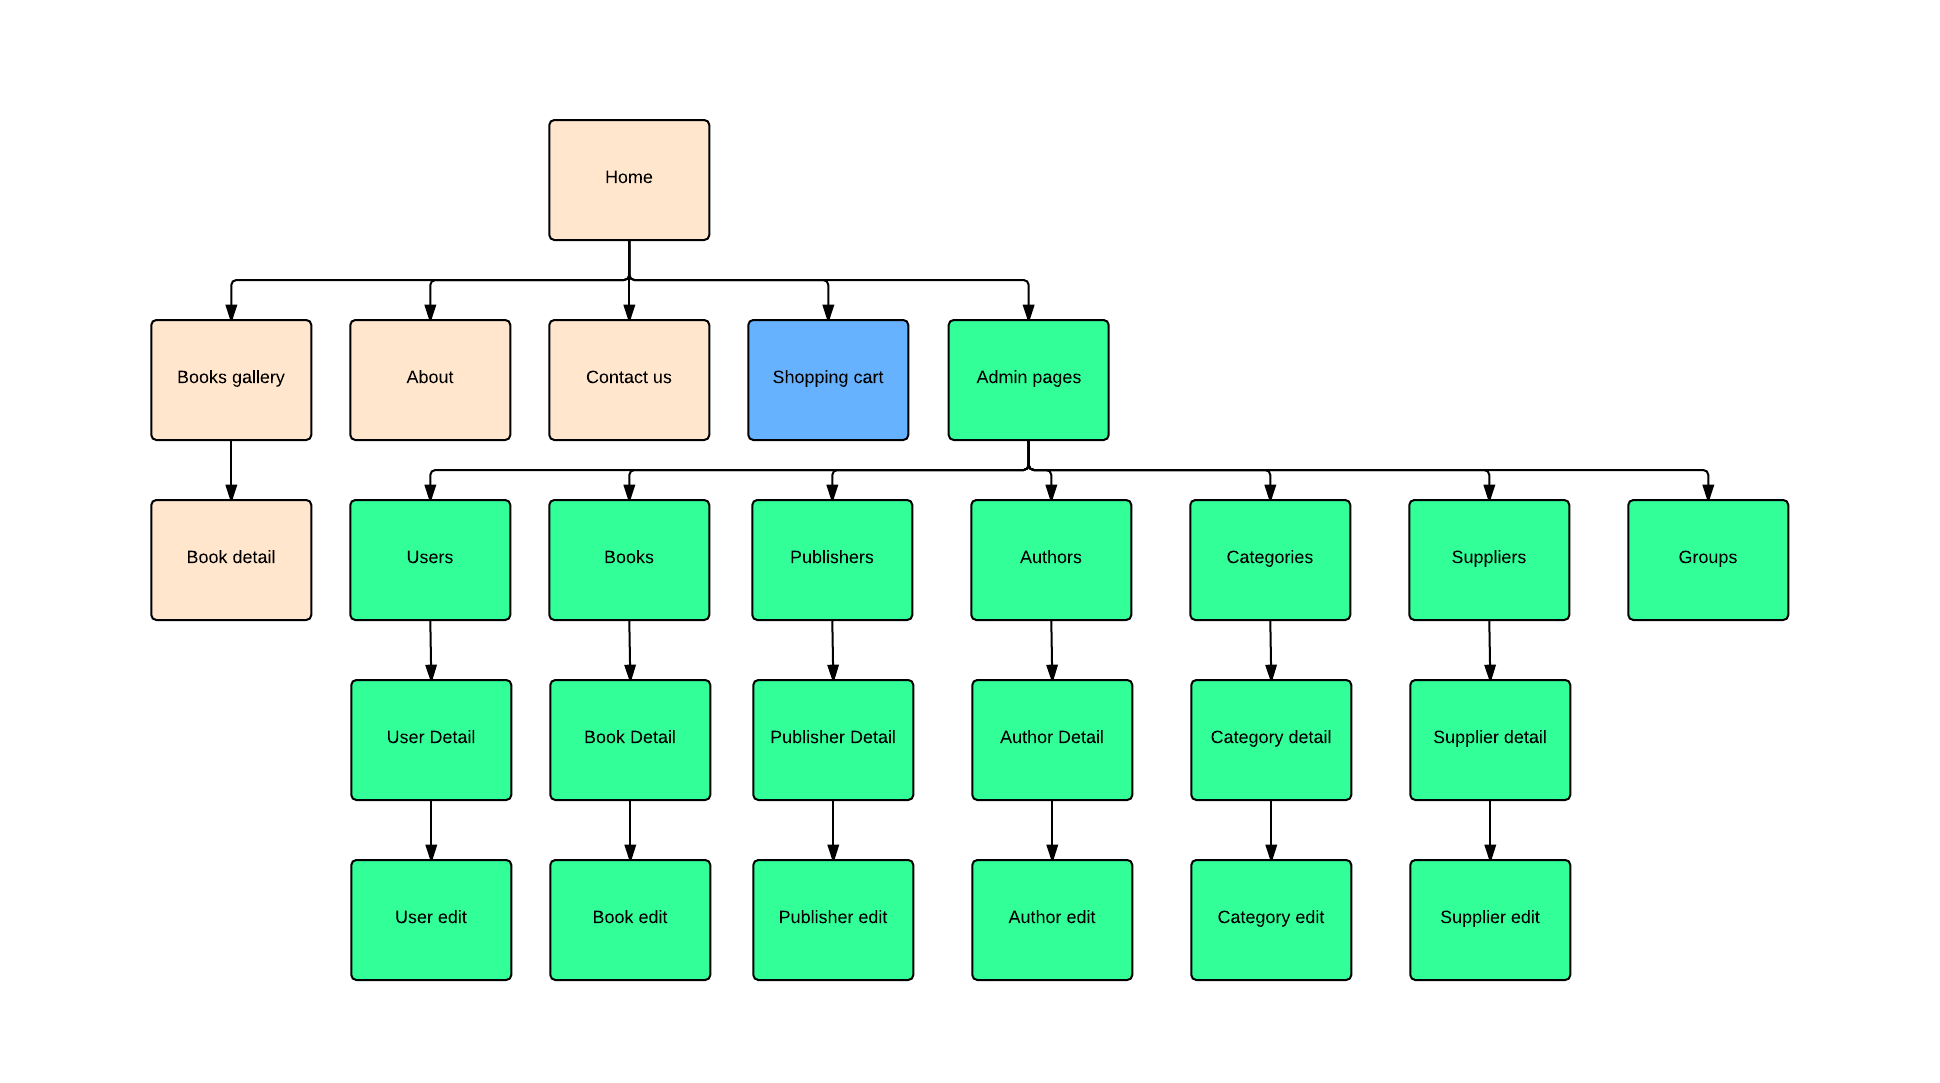 Home
Books gallery
About
Contact us
Shopping cart
Admin pages
Book detail
Users
Books
Publishers
Authors
Categories
Suppliers
Groups
User Detail
Book Detail
Publisher Detail
Author Detail
Category detail
Supplier detail
User edit
Book edit
Publisher edit
Author edit
Category edit
Supplier edit